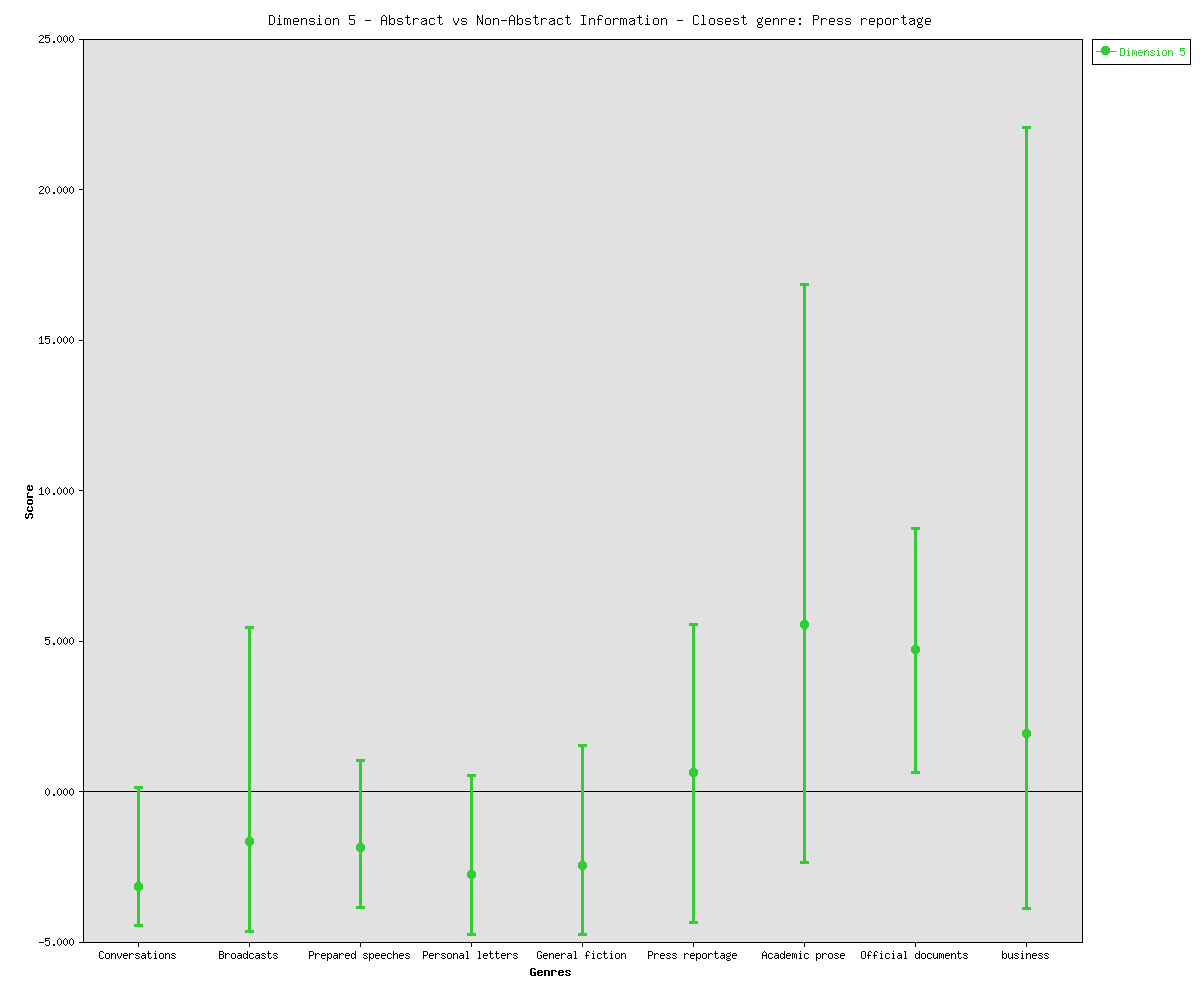 Dimension 5 - Abstract vs Non-Abstract Information - Closest genre: Press reportage
Dimension 5
25.000
20.000
15.000
10.000
5.000
0.000
-5.000
Score
Conversations Broadcasts Prepared speeches Personal letters General fiction Press reportage Academic prose Official documents business
Genres